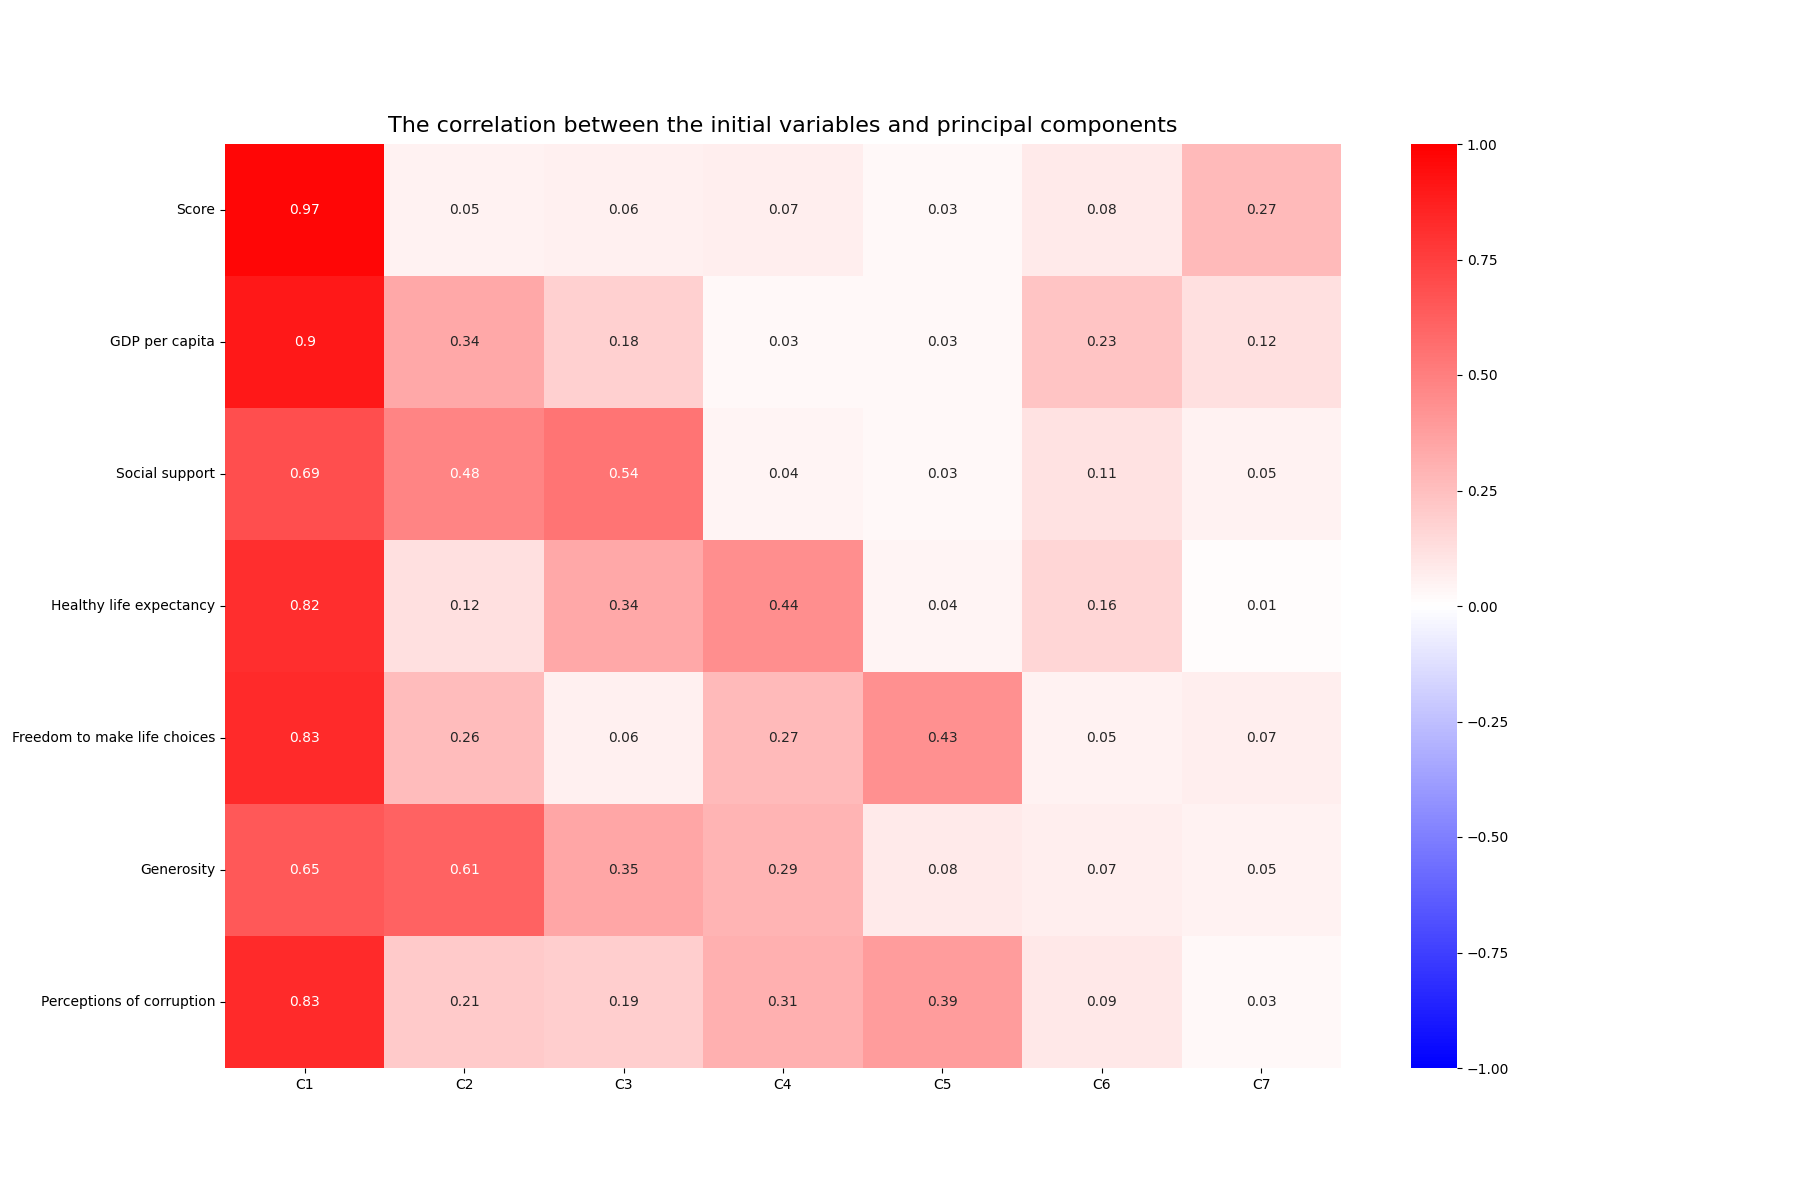 The correlation between the initial variables and principal components
Score 0.97 0.05 0.06 0.07 0.03 0.08 0.27
GDP per capita 0.9 0.34 0.18 0.03 0.03 0.23 0.12
Social support 0.69 0.48 0.54 0.04 0.03 0.11 0.05
Healthy life expectancy 0.82 0.12 0.34 0.44 0.04 0.16 0.01
Freedom to make life choices 0.83 0.26 0.06 0.27 0.43 0.05 0.07
Generosity 0.65 0.61 0.35 0.29 0.08 0.07 0.05
Perceptions of corruption 0.83 0.21 0.19 0.31 0.39 0.09 0.03
C1 C2 C3 C4 C5 C6 C7
1.00
0.75
0.50
0.25
0.00
−0.25
−0.50
−0.75
−1.00